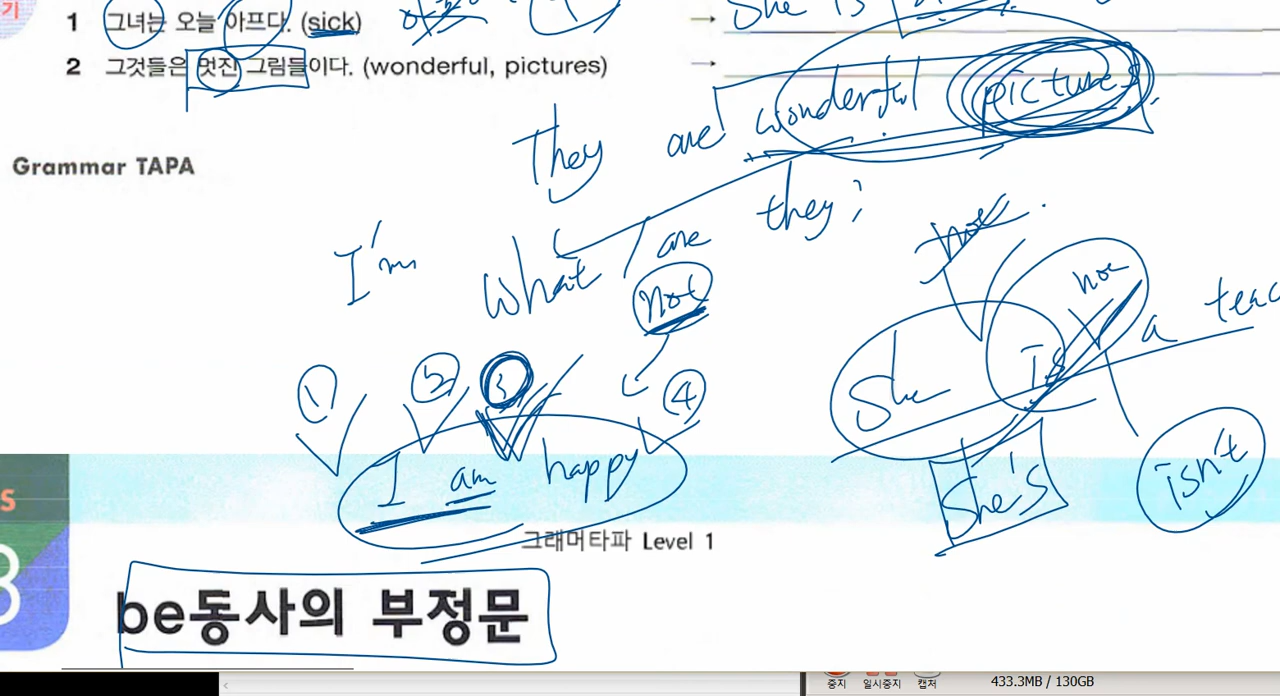 기
1 그녀는 오늘 아프다. (sick) → She is
2 그것들은 멋진 그림들이다. (wonderful, pictures) →
They are wonderful pictures
Grammar TAPA
they;
I'm what are
not not not
① ② ③ ④ She is a teac
I am happy She's isn't
S
그래머타파 Level 1
3 be동사의 부정문
중지 일시중지 캡처 433.3MB / 130GB